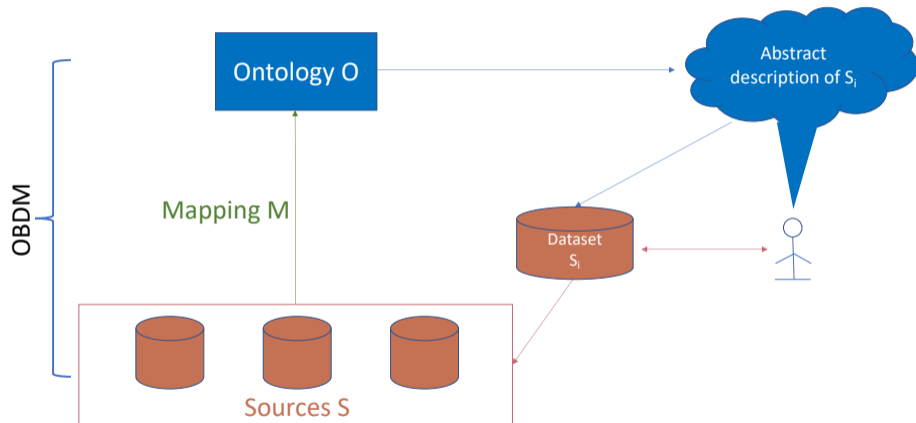 Ontology O
Abstract
description of Sᵢ
OBDM
Mapping M
Dataset
Sᵢ
Sources S